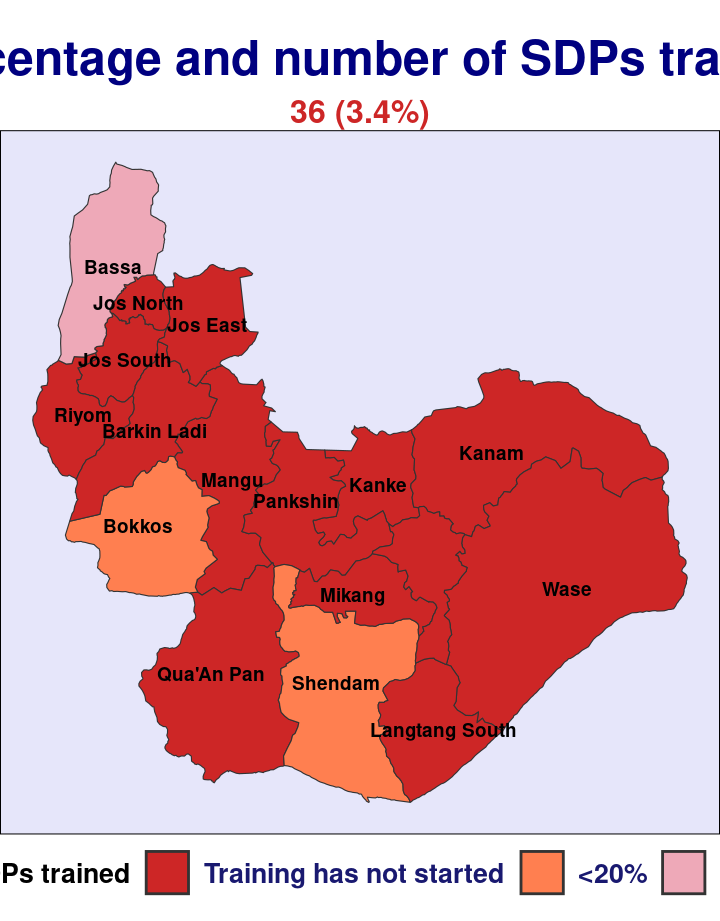 centage and number of SDPs tra
36 (3.4%)
Bassa
Jos North
Jos East
Jos South
Riyom
Barkin Ladi
Kanam
Mangu
Kanke
Pankshin
Bokkos
Wase
Mikang
Qua'An Pan
Shendam
Langtang South
Ps trained Training has not started <20%